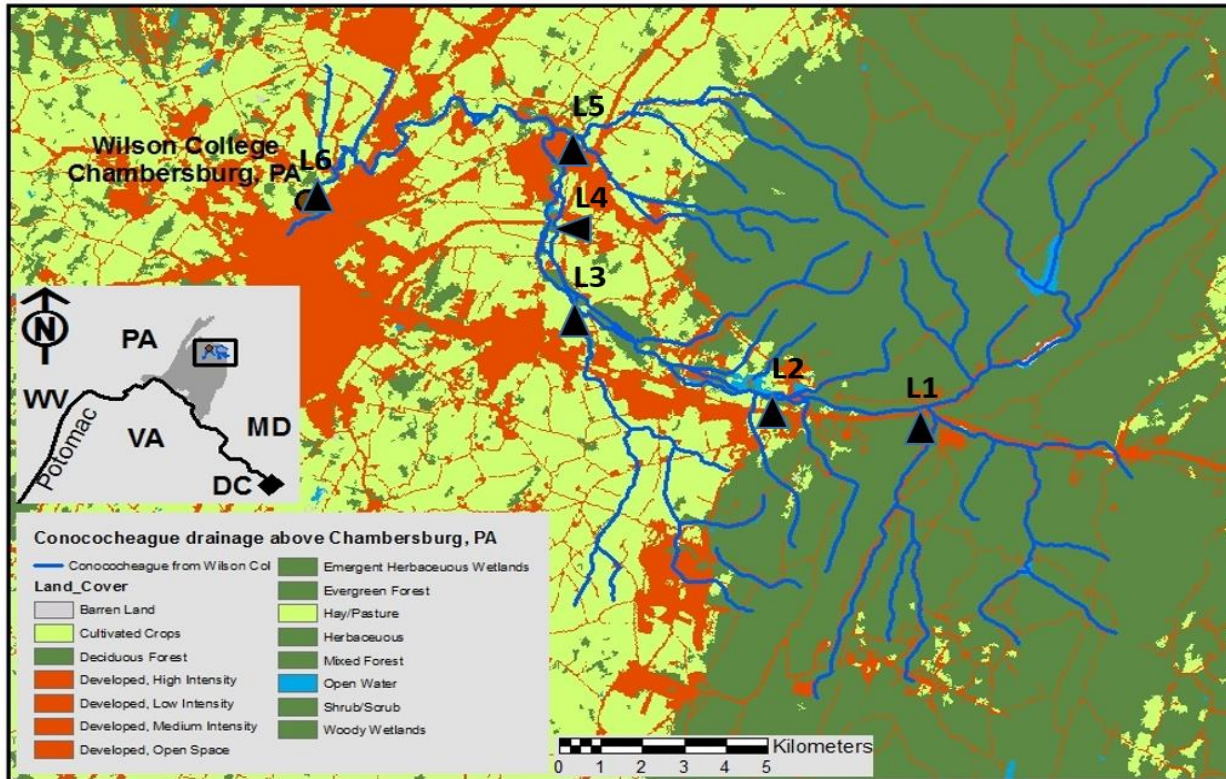 L5
Wilson College
L6
Chambersburg, PA
L4
L3
L2
L1
N
PA
WV
VA
MD
Potomac
DC
Conococheague drainage above Chambersburg, PA
Conococheague from Wilson Col
Land_Cover
Barren Land
Cultivated Crops
Deciduous Forest
Developed, High Intensity
Developed, Low Intensity
Developed, Medium Intensity
Developed, Open Space
Emergent Herbaceuous Wetlands
Evergreen Forest
Hay/Pasture
Herbaceuous
Mixed Forest
Open Water
Shrub/Scrub
Woody Wetlands
Kilometers
0 1 2 3 4 5